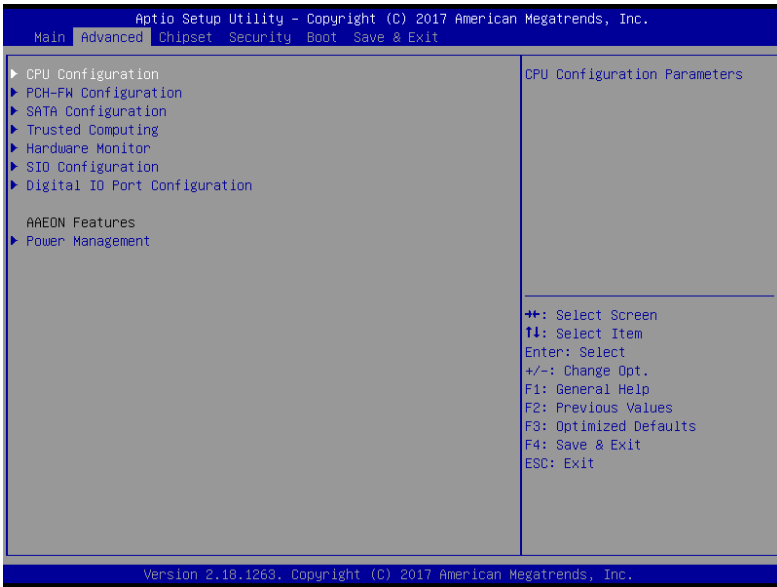 Aptio Setup Utility – Copyright (C) 2017 American Megatrends, Inc.
Main Advanced Chipset Security Boot Save & Exit
▶ CPU Configuration
▶ PCH-FW Configuration
▶ SATA Configuration
▶ Trusted Computing
▶ Hardware Monitor
▶ SIO Configuration
▶ Digital IO Port Configuration
AAEON Features
▶ Power Management
CPU Configuration Parameters
→←: Select Screen
↑↓: Select Item
Enter: Select
+/-: Change Opt.
F1: General Help
F2: Previous Values
F3: Optimized Defaults
F4: Save & Exit
ESC: Exit
Version 2.18.1263. Copyright (C) 2017 American Megatrends, Inc.